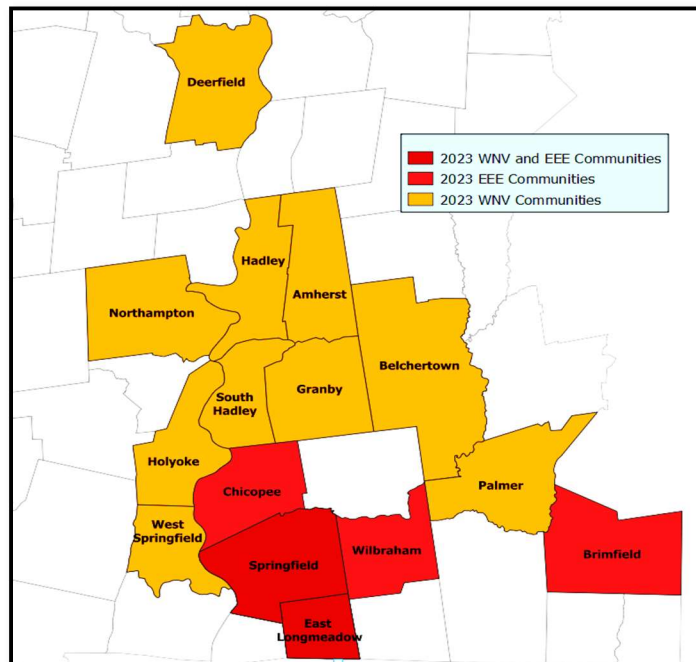 Deerfield
2023 WNV and EEE Communities
2023 EEE Communities
2023 WNV Communities
Hadley
Amherst
Northampton
Belchertown
South
Hadley
Granby
Holyoke
Chicopee
Palmer
West
Springfield
Wilbraham
Brimfield
Springfield
East
Longmeadow